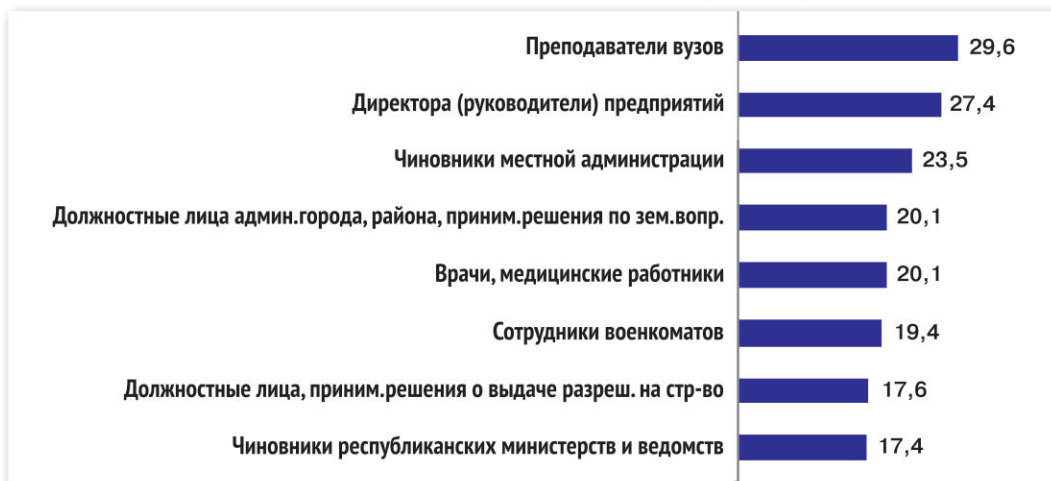 Преподаватели вузов 29,6
Директора (руководители) предприятий 27,4
Чиновники местной администрации 23,5
Должностные лица админ.города, района, приним.решения по зем.вопр. 20,1
Врачи, медицинские работники 20,1
Сотрудники военкоматов 19,4
Должностные лица, приним.решения о выдаче разреш. на стр-во 17,6
Чиновники республиканских министерств и ведомств 17,4